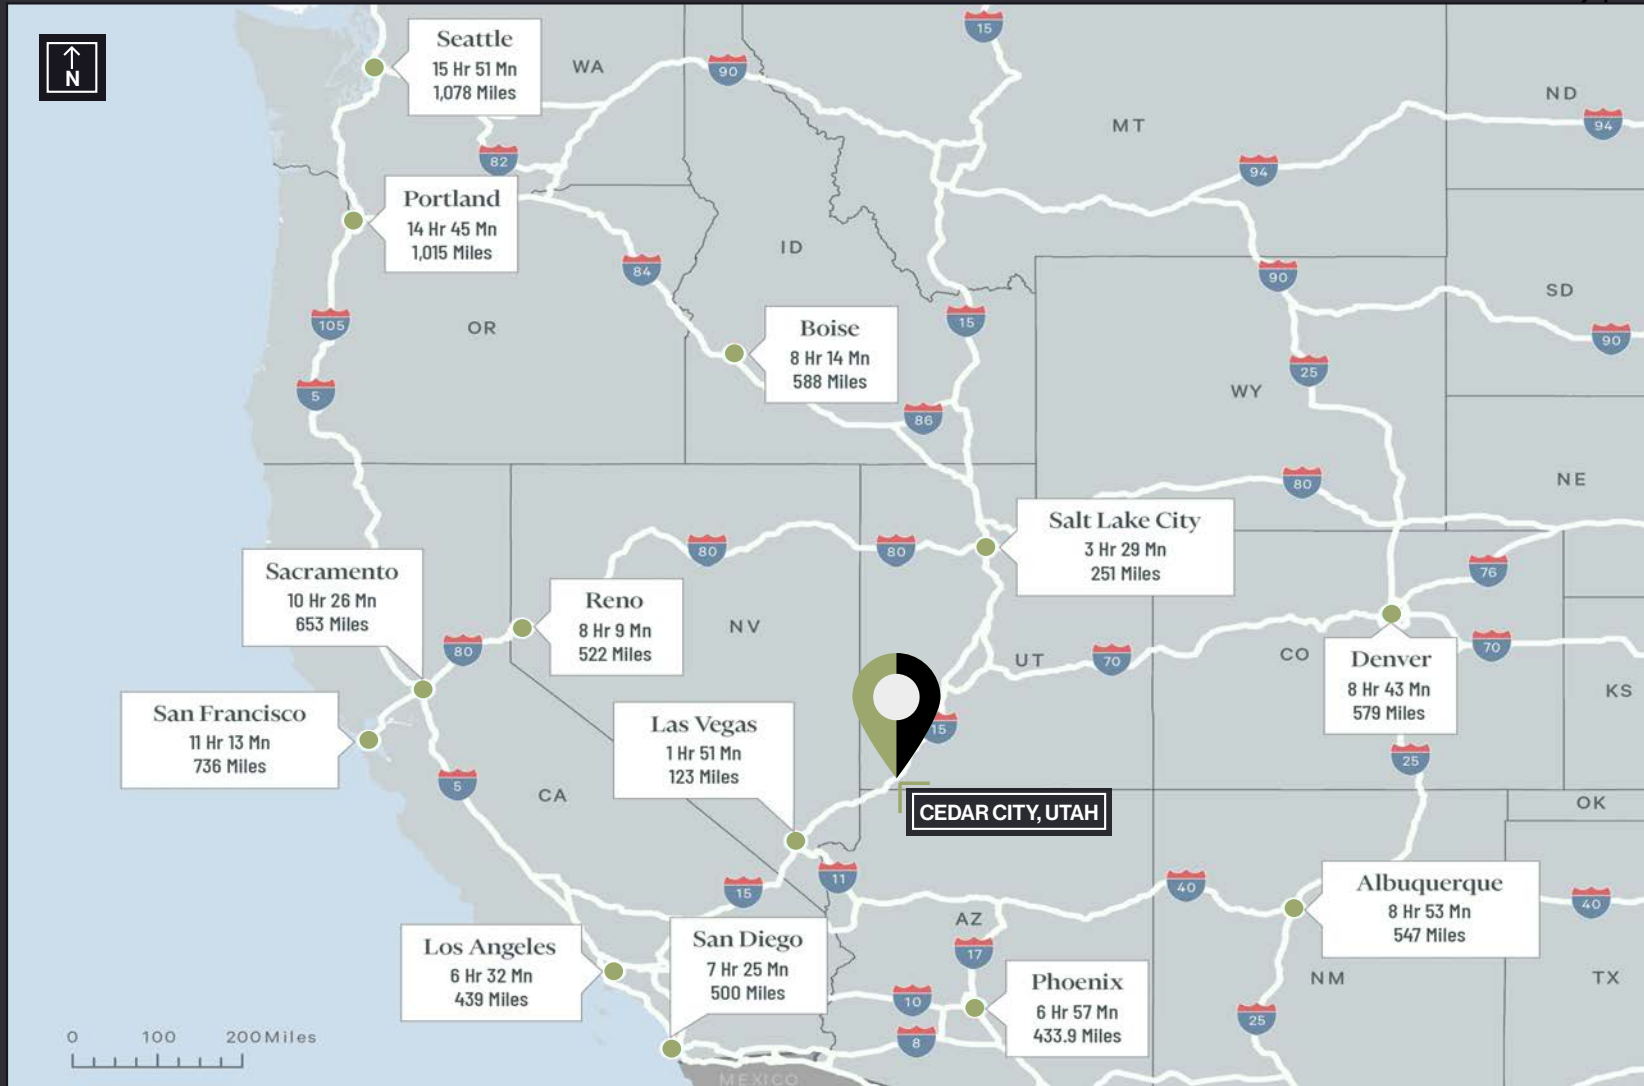 N
Seattle
15 Hr 51 Mn
1,078 Miles
WA
90
15
ND
94
MT
94
82
Portland
14 Hr 45 Mn
1,015 Miles
ID
84
90
SD
90
105
OR
15
Boise
8 Hr 14 Mn
588 Miles
5
25
WY
86
80
NE
Salt Lake City
3 Hr 29 Mn
251 Miles
80
80
76
Sacramento
10 Hr 26 Mn
653 Miles
Reno
8 Hr 9 Mn
522 Miles
NV
80
UT
70
CO
70
Denver
8 Hr 43 Mn
579 Miles
KS
San Francisco
11 Hr 13 Mn
736 Miles
Las Vegas
1 Hr 51 Mn
123 Miles
15
25
5
CA
CEDAR CITY, UTAH
OK
15
11
40
Albuquerque
8 Hr 53 Mn
547 Miles
40
AZ
Los Angeles
6 Hr 32 Mn
439 Miles
San Diego
7 Hr 25 Mn
500 Miles
17
Phoenix
6 Hr 57 Mn
433.9 Miles
NM
TX
10
8
25
0 100 200Miles
MEXICO